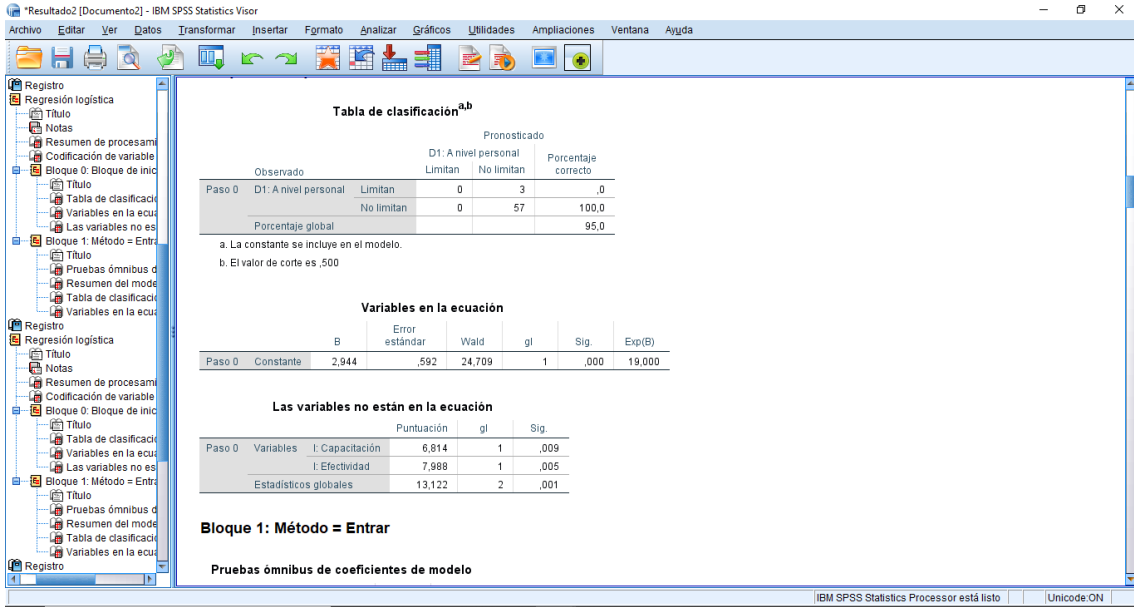 *Resultado2 [Documento2] - IBM SPSS Statistics Visor
Archivo Editar Ver Datos Transformar Insertar Formato Analizar Gráficos Utilidades Ampliaciones Ventana Ayuda
Registro
Regresión logística
Título
Notas
Resumen de procesami
Codificación de variable
Bloque 0: Bloque de inic
Título
Tabla de clasificació
Variables en la ecua
Las variables no es
Bloque 1: Método = Entra
Título
Pruebas ómnibus d
Resumen del mode
Tabla de clasificació
Variables en la ecua
Registro
Regresión logística
Título
Notas
Resumen de procesami
Codificación de variable
Bloque 0: Bloque de inic
Título
Tabla de clasificació
Variables en la ecua
Las variables no es
Bloque 1: Método = Entra
Título
Pruebas ómnibus d
Resumen del mode
Tabla de clasificació
Variables en la ecua
Registro
Tabla de clasificación a,b
Pronosticado
D1: A nivel personal Porcentaje correcto
Observado Limitan No limitan
Paso 0 D1: A nivel personal Limitan 0 3 ,0
No limitan 0 57 100,0
Porcentaje global 95,0
a. La constante se incluye en el modelo.
b. El valor de corte es ,500
Variables en la ecuación
B Error estándar Wald gl Sig. Exp(B)
Paso 0 Constante 2,944 ,592 24,709 1 ,000 19,000
Las variables no están en la ecuación
Puntuación gl Sig.
Paso 0 Variables I: Capacitación 6,814 1 ,009
I: Efectividad 7,988 1 ,005
Estadísticos globales 13,122 2 ,001
Bloque 1: Método = Entrar
Pruebas ómnibus de coeficientes de modelo
IBM SPSS Statistics Processor está listo Unicode:ON